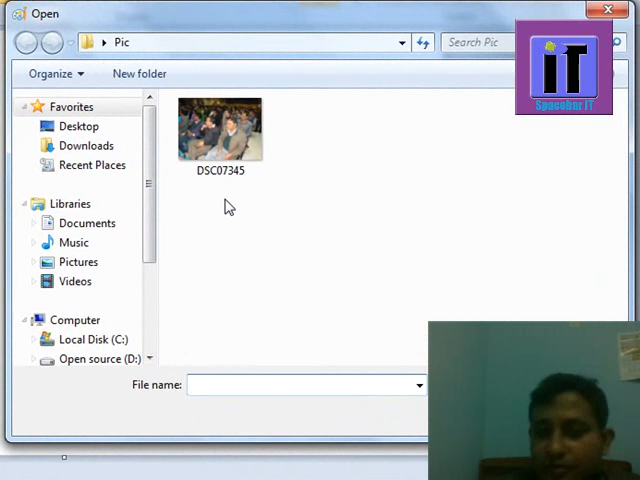 Open
Pic
Search Pic
Organize
New folder
iT
Spacebar IT
Favorites
Desktop
Downloads
Recent Places
Libraries
Documents
Music
Pictures
Videos
Computer
Local Disk (C:)
Open source (D:)
DSC07345
File name: